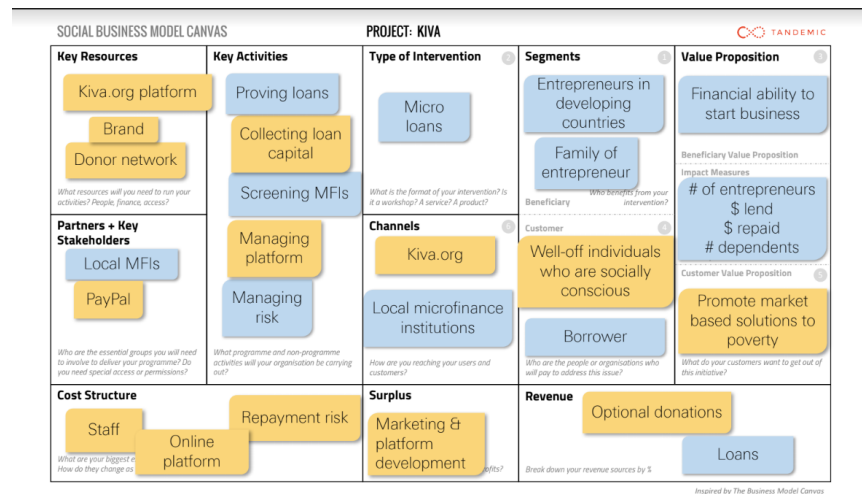 SOCIAL BUSINESS MODEL CANVAS
PROJECT: KIVA
TANDEMIC
Key Resources
Kiva.org platform
Brand
Donor network
What resources will you need to run your
activities? People, finance, access?
Key Activities
Proving loans
Collecting loan
capital
Screening MFIs
Managing
platform
Managing
risk
What programme and non-programme
activities will your organisation be carrying
out?
Type of Intervention
2
Micro
loans
What is the format of your intervention? Is
it a workshop? A service? A product?
Segments
1
Entrepreneurs in
developing
countries
Family of
entrepreneur
Who benefits from your
intervention?
Beneficiary
Customer
4
Well-off individuals
who are socially
conscious
Borrower
Who are the people or organisations who
will pay to address this issue?
Value Proposition
Financial ability to
start business
Beneficiary Value Proposition
Impact Measures
# of entrepreneurs
$ lend
$ repaid
# dependents
Customer Value Proposition
Promote market
based solutions to
poverty
What do your customers want to get out of
this initiative?
Partners + Key
Stakeholders
Local MFIs
PayPal
Who are the essential groups you will need
to involve to deliver your programme? Do
you need special access or permissions?
Channels
Kiva.org
Local microfinance
institutions
How are you reaching your users and
customers?
Cost Structure
Staff
Online
platform
Repayment risk
What are your biggest
How do they change as
Surplus
Marketing &
platform
development
Revenue
Optional donations
Loans
Break down your revenue sources by %
Inspired by The Business Model Canvas